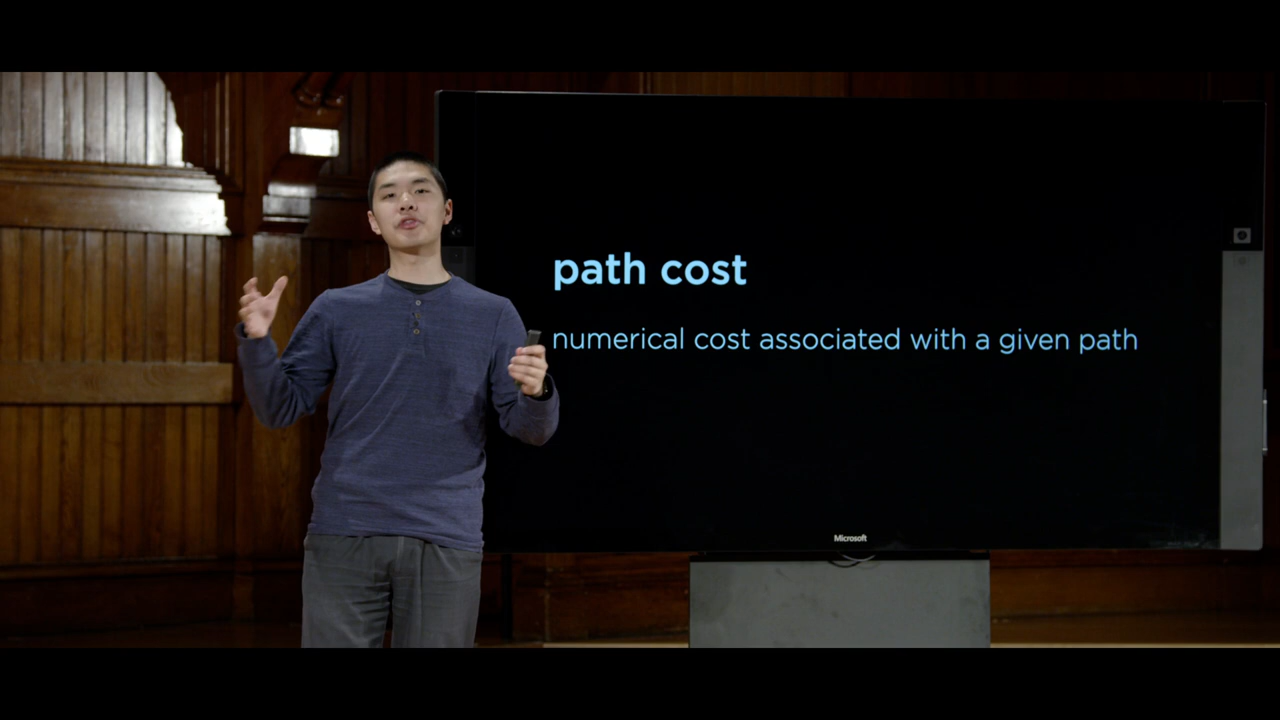 path cost
numerical cost associated with a given path
Microsoft